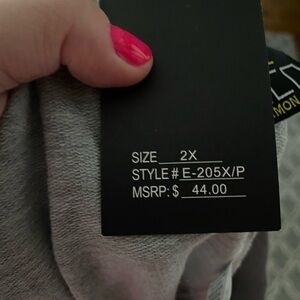 SIZE 2X
STYLE # E-205X/P
MSRP: $ 44.00